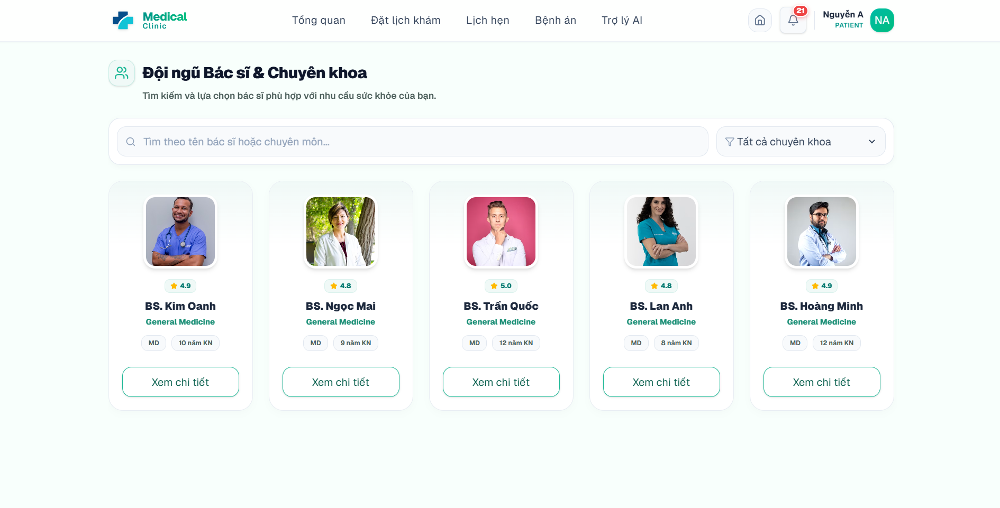 Medical
Clinic
Tổng quan
Đặt lịch khám
Lịch hẹn
Bệnh án
Trợ lý AI
21
Nguyễn A
PATIENT
NA
Đội ngũ Bác sĩ & Chuyên khoa
Tìm kiếm và lựa chọn bác sĩ phù hợp với nhu cầu sức khỏe của bạn.
Tìm theo tên bác sĩ hoặc chuyên môn...
Tất cả chuyên khoa
4.9
BS. Kim Oanh
General Medicine
MD
10 năm KN
Xem chi tiết
4.8
BS. Ngọc Mai
General Medicine
MD
9 năm KN
Xem chi tiết
5.0
BS. Trần Quốc
General Medicine
MD
12 năm KN
Xem chi tiết
4.8
BS. Lan Anh
General Medicine
MD
8 năm KN
Xem chi tiết
4.9
BS. Hoàng Minh
General Medicine
MD
12 năm KN
Xem chi tiết